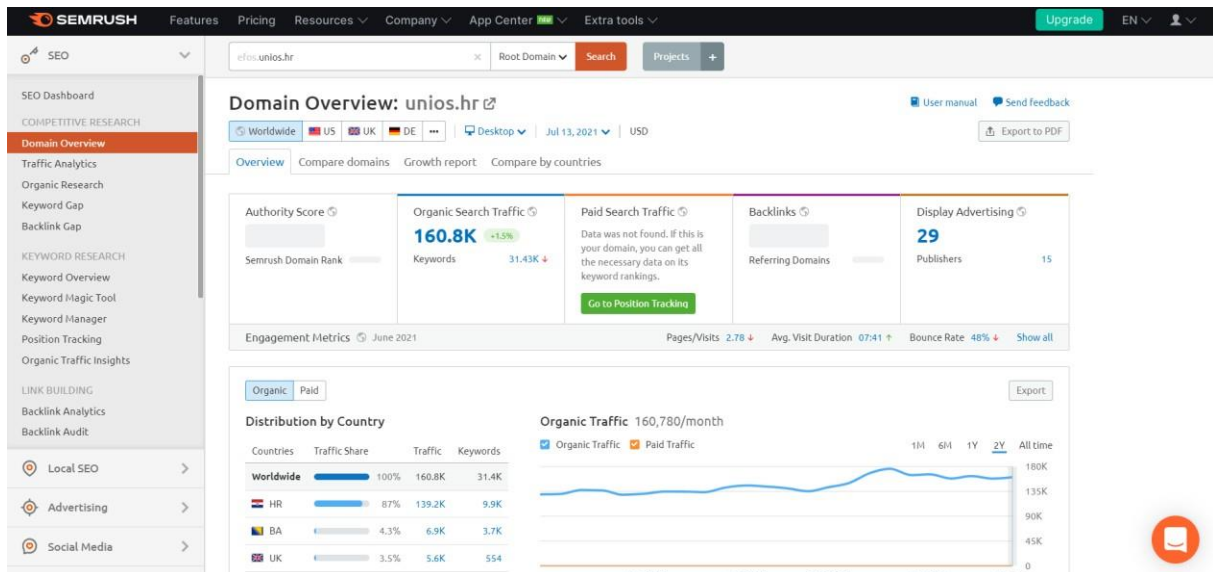 SEMRUSH Features Pricing Resources Company App Center NEW Extra tools Upgrade EN
SEO
efos.unios.hr × Root Domain Search Projects +
SEO Dashboard
COMPETITIVE RESEARCH
Domain Overview
Traffic Analytics
Organic Research
Keyword Gap
Backlink Gap
KEYWORD RESEARCH
Keyword Overview
Keyword Magic Tool
Keyword Manager
Position Tracking
Organic Traffic Insights
LINK BUILDING
Backlink Analytics
Backlink Audit
Local SEO
Advertising
Social Media
Domain Overview: unios.hr
User manual Send feedback
Worldwide US UK DE ••• Desktop Jul 13, 2021 USD
Export to PDF
Overview Compare domains Growth report Compare by countries
Authority Score
Semrush Domain Rank
Organic Search Traffic
160.8K +1.5%
Keywords 31.43K
Paid Search Traffic
Data was not found. If this is
your domain, you can get all
the necessary data on its
keyword rankings.
Go to Position Tracking
Backlinks
Referring Domains
Display Advertising
29
Publishers 15
Engagement Metrics June 2021 Pages/Visits 2.78 ↓ Avg. Visit Duration 07:41 ↑ Bounce Rate 48% ↓ Show all
Organic Paid
Export
Distribution by Country
Countries Traffic Share Traffic Keywords
Worldwide 100% 160.8K 31.4K
HR 87% 139.2K 9.9K
BA 4.3% 6.9K 3.7K
UK 3.5% 5.6K 554
Organic Traffic 160,780/month
Organic Traffic Paid Traffic 1M 6M 1Y 2Y All time
180K
135K
90K
45K
0